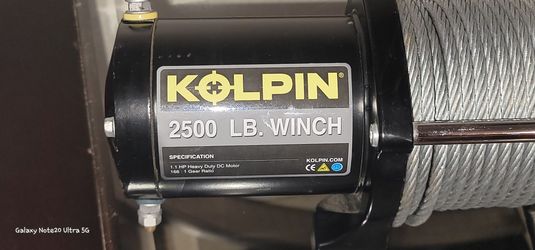 KOLPIN®
2500 LB. WINCH
SPECIFICATION
KOLPIN.COM
1.1 HP Heavy Duty DC Motor
166 : 1 Gear Ratio
CE
Galaxy Note20 Ultra 5G